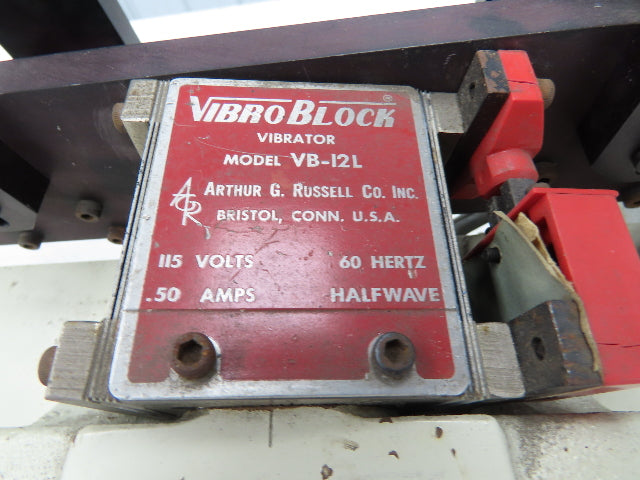 VIBROBLOCK®
VIBRATOR
MODEL VB-12L
AGR ARTHUR G. RUSSELL CO. INC.
BRISTOL, CONN. U.S.A.
115 VOLTS 60 HERTZ
.50 AMPS HALFWAVE